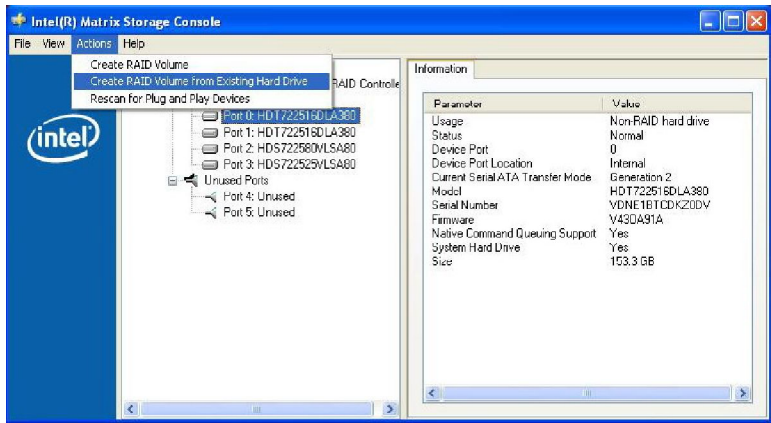 Intel(R) Matrix Storage Console
File View Actions Help
Create RAID Volume
Create RAID Volume from Existing Hard Drive
Rescan for Plug and Play Devices
RAID Controlle
Port 0: HDT722516DLA380
Port 1: HDT722516DLA380
Port 2: HDS722580VLSA80
Port 3: HDS722525VLSA80
Unused Ports
Port 4: Unused
Port 5: Unused
intel
Information
Parameter Value
Usage Non-RAID hard drive
Status Normal
Device Port 0
Device Port Location Internal
Current Serial ATA Transfer Mode Generation 2
Model HDT722516DLA380
Serial Number VDNE1BTCDKZ0DV
Firmware V43OA91A
Native Command Queuing Support Yes
System Hard Drive Yes
Size 153.3 GB